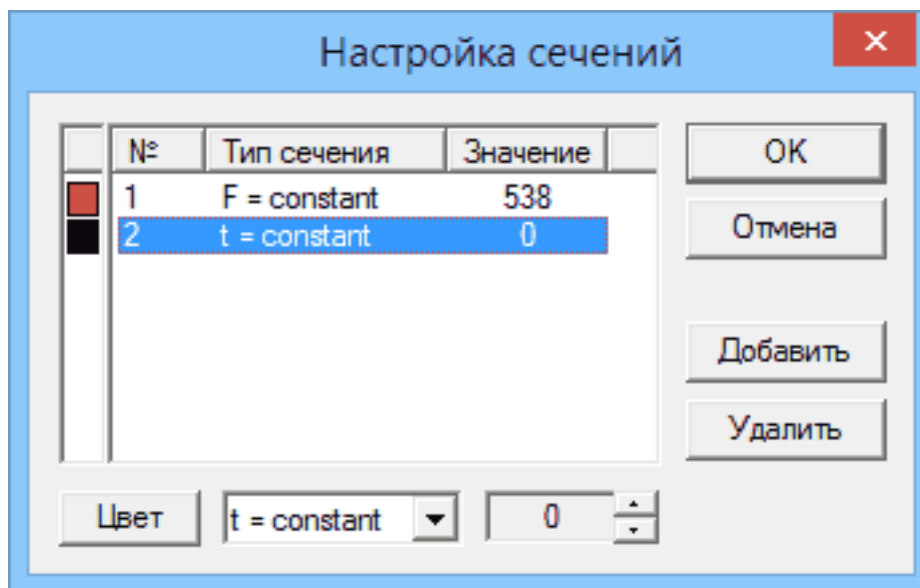 Настройка сечений
№ Тип сечения Значение
1 F = constant 538
2 t = constant 0
OK
Отмена
Добавить
Удалить
Цвет t = constant 0